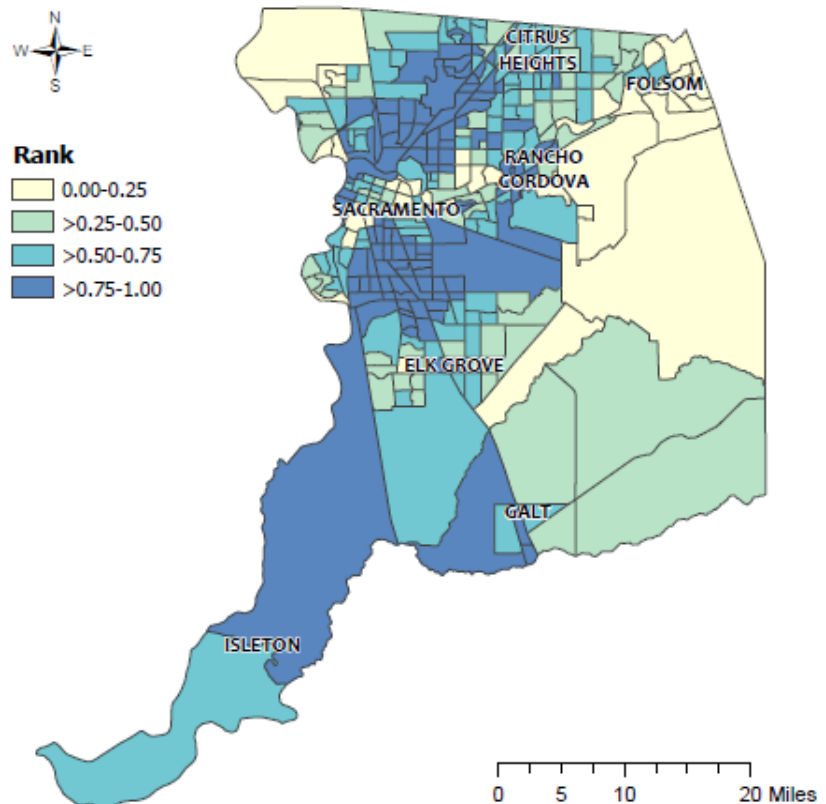 N
W E
S
CITRUS
HEIGHTS
FOLSOM
Rank
0.00-0.25
>0.25-0.50
>0.50-0.75
>0.75-1.00
RANCHO
CORDOVA
SACRAMENTO
ELK GROVE
GALT
ISLETON
0 5 10 20 Miles